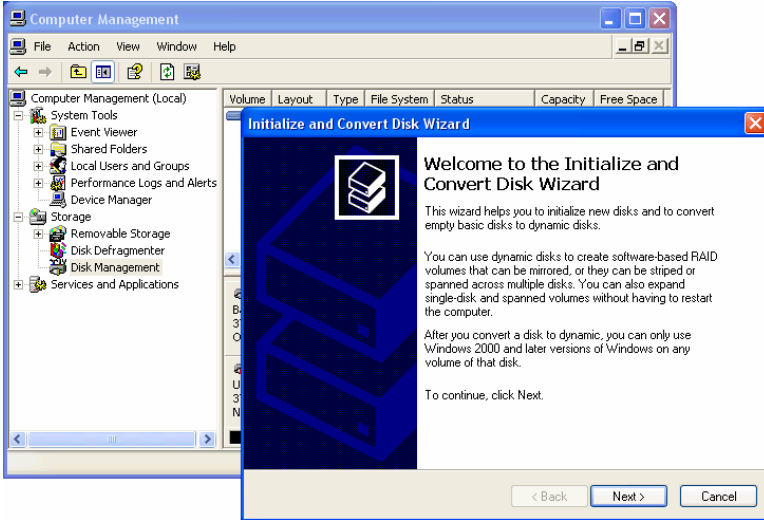 Computer Management
File Action View Window Help
Computer Management (Local)
System Tools
Event Viewer
Shared Folders
Local Users and Groups
Performance Logs and Alerts
Device Manager
Storage
Removable Storage
Disk Defragmenter
Disk Management
Services and Applications
Volume Layout Type File System Status Capacity Free Space
Initialize and Convert Disk Wizard
Welcome to the Initialize and
Convert Disk Wizard
This wizard helps you to initialize new disks and to convert
empty basic disks to dynamic disks.
You can use dynamic disks to create software-based RAID
volumes that can be mirrored, or they can be striped or
spanned across multiple disks. You can also expand
single-disk and spanned volumes without having to restart
the computer.
After you convert a disk to dynamic, you can only use
Windows 2000 and later versions of Windows on any
volume of that disk.
To continue, click Next.
< Back Next > Cancel